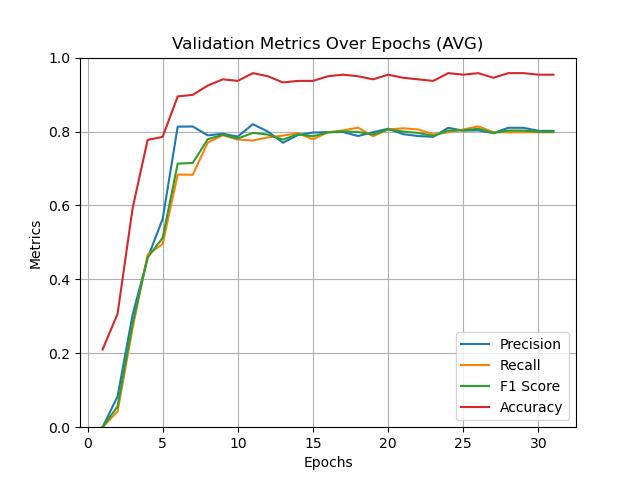 Validation Metrics Over Epochs (AVG)
1.0
0.8
0.6
0.4
0.2
0.0
Metrics
0
5
10
15
20
25
30
Epochs
Precision
Recall
F1 Score
Accuracy